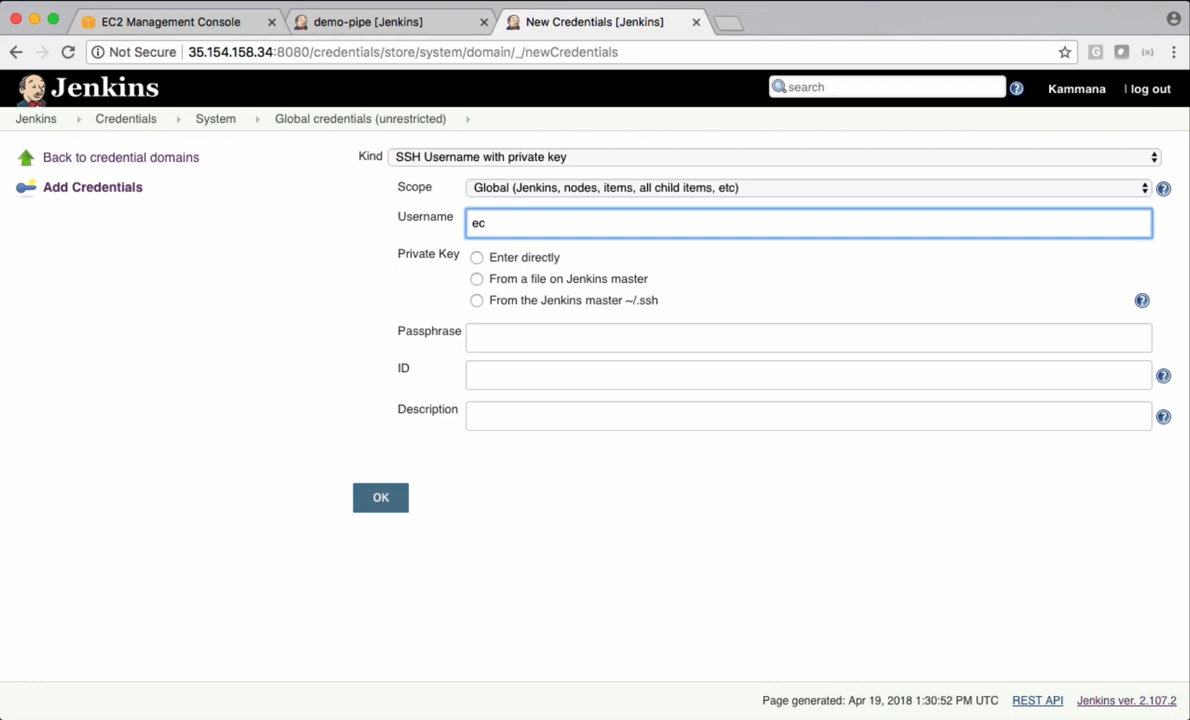 EC2 Management Console
demo-pipe [Jenkins]
New Credentials [Jenkins]
Not Secure 35.154.158.34:8080/credentials/store/system/domain/_/newCredentials
Jenkins
search
Kammana | log out
Jenkins Credentials System Global credentials (unrestricted)
Back to credential domains
Add Credentials
Kind SSH Username with private key
Scope Global (Jenkins, nodes, items, all child items, etc)
Username ec
Private Key Enter directly
From a file on Jenkins master
From the Jenkins master ~/.ssh
Passphrase
ID
Description
OK
Page generated: Apr 19, 2018 1:30:52 PM UTC REST API Jenkins ver. 2.107.2